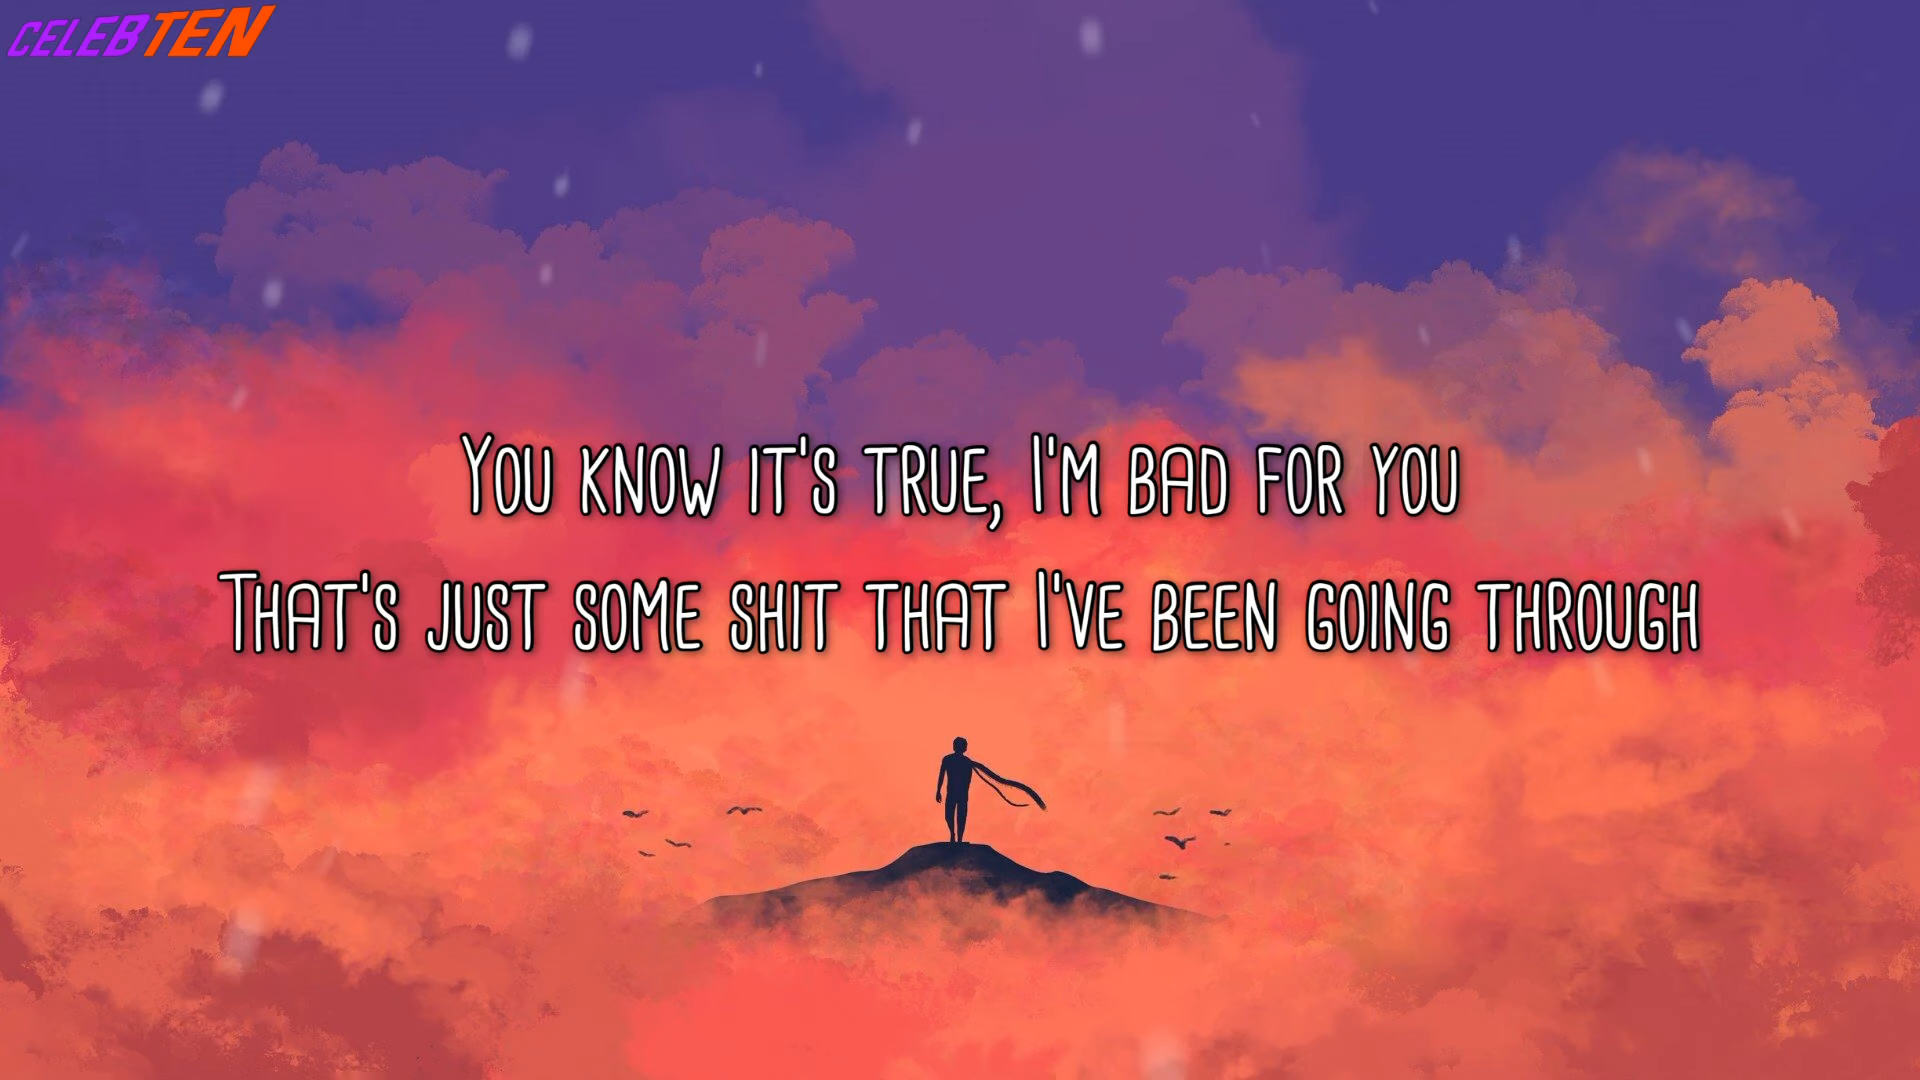 CELEBTEN
You know it's true, I'm bad for you
That's just some shit that I've been going through